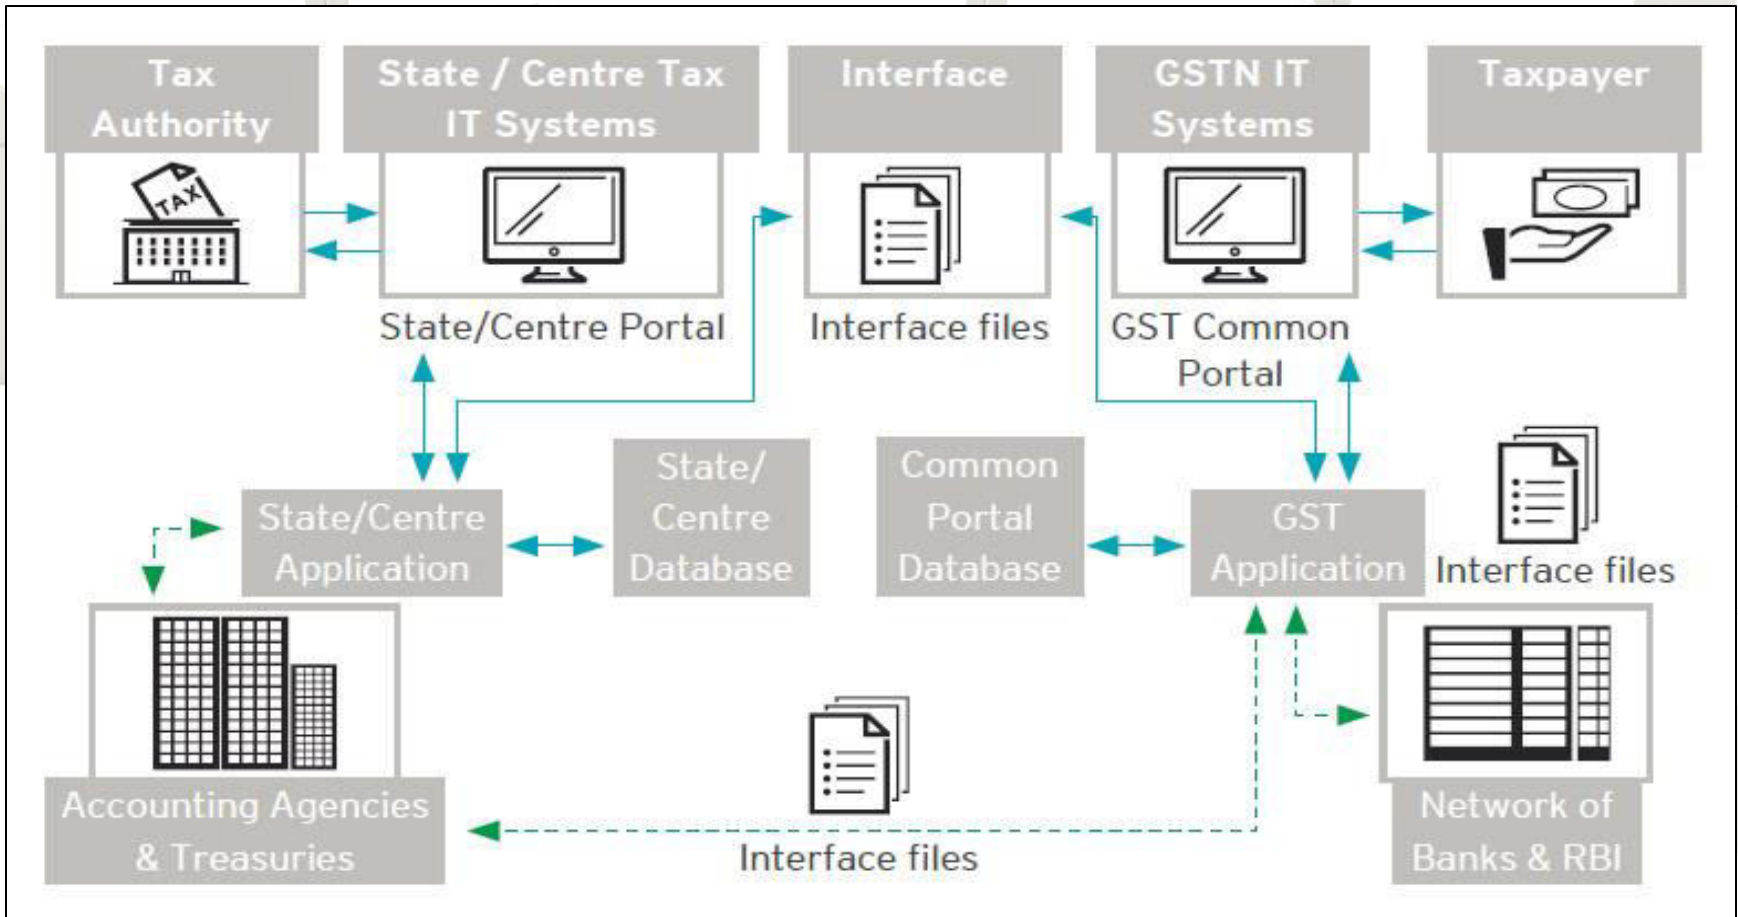 Tax
Authority
State / Centre Tax
IT Systems
Interface
GSTN IT
Systems
Taxpayer
TAX
State/Centre Portal
Interface files
GST Common
Portal
State/Centre
Application
State/
Centre
Database
Common
Portal
Database
GST
Application
Interface files
Accounting Agencies
& Treasuries
Interface files
Network of
Banks & RBI